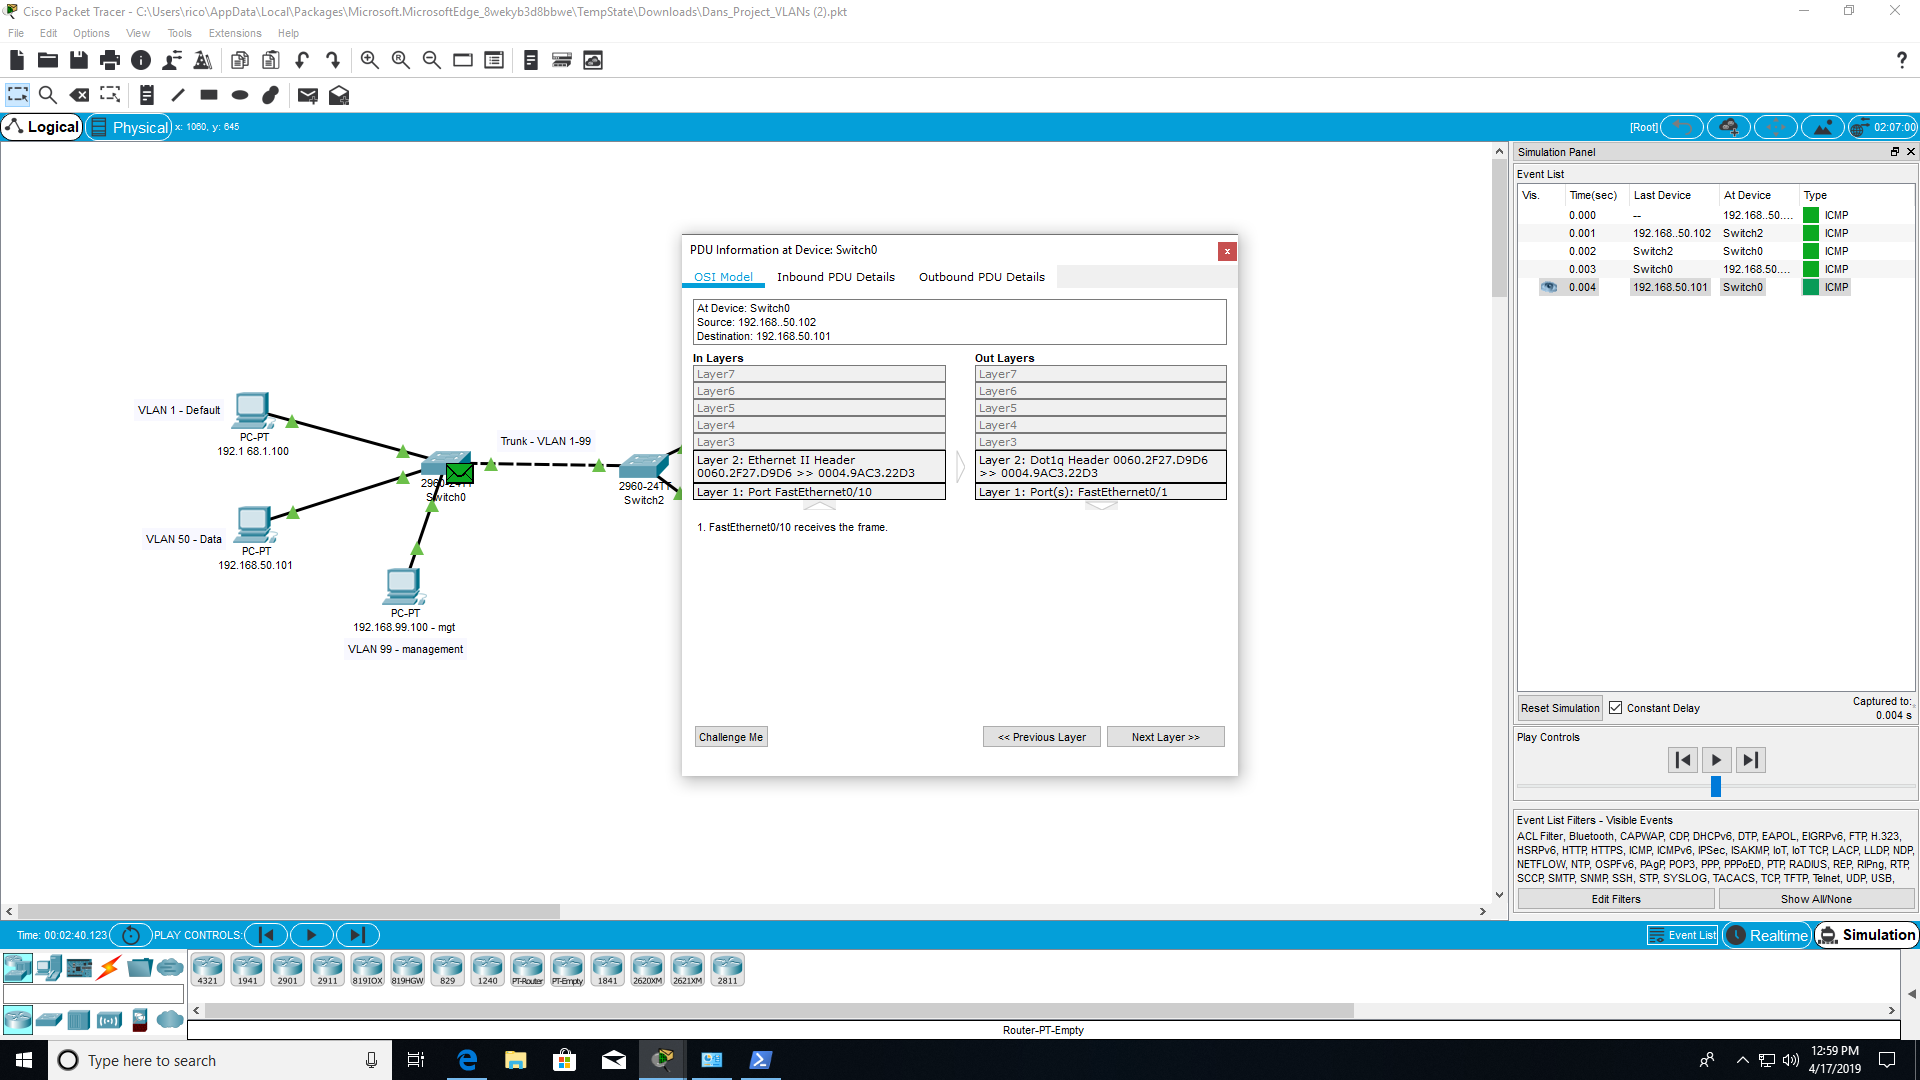 Cisco Packet Tracer - C:\Users\rico\AppData\Local\Packages\Microsoft.MicrosoftEdge_8wekyb3d8bbwe\TempState\Downloads\Dans_Project_VLANs (2).pkt
File Edit Options View Tools Extensions Help
Logical Physical x: 1060, y: 645 [Root] 02:07:00
Simulation Panel
Event List
Vis. Time(sec) Last Device At Device Type
0.000 -- 192.168..50.... ICMP
0.001 192.168..50.102 Switch2 ICMP
0.002 Switch2 Switch0 ICMP
0.003 Switch0 192.168.50.... ICMP
0.004 192.168.50.101 Switch0 ICMP
Reset Simulation Constant Delay Captured to:
0.004 s
Play Controls
Event List Filters - Visible Events
ACL Filter, Bluetooth, CAPWAP, CDP, DHCPv6, DTP, EAPOL, EIGRPv6, FTP, H.323,
HSRPv6, HTTP, HTTPS, ICMP, ICMPv6, IPSec, ISAKMP, IoT, IoT TCP, LACP, LLDP, NDP,
NETFLOW, NTP, OSPFv6, PAgP, POP3, PPP, PPPoED, PTP, RADIUS, REP, RIPng, RTP,
SCCP, SMTP, SNMP, SSH, STP, SYSLOG, TACACS, TCP, TFTP, Telnet, UDP, USB,
Edit Filters Show All/None
VLAN 1 - Default
PC-PT
192.1 68.1.100
VLAN 50 - Data
PC-PT
192.168.50.101
PC-PT
192.168.99.100 - mgt
VLAN 99 - management
Trunk - VLAN 1-99
2960-24TT
Switch0
2960-24TT
Switch2
PDU Information at Device: Switch0
x
OSI Model Inbound PDU Details Outbound PDU Details
At Device: Switch0
Source: 192.168..50.102
Destination: 192.168.50.101
In Layers
Layer7
Layer6
Layer5
Layer4
Layer3
Layer 2: Ethernet II Header
0060.2F27.D9D6 >> 0004.9AC3.22D3
Layer 1: Port FastEthernet0/10
Out Layers
Layer7
Layer6
Layer5
Layer4
Layer3
Layer 2: Dot1q Header 0060.2F27.D9D6
>> 0004.9AC3.22D3
Layer 1: Port(s): FastEthernet0/1
1. FastEthernet0/10 receives the frame.
Challenge Me << Previous Layer Next Layer >>
Time: 00:02:40.123 PLAY CONTROLS: Event List Realtime Simulation
4321 1941 2901 2911 819IOX 819HGW 829 1240 PT-Router PT-Empty 1841 2620XM 2621XM 2811
Router-PT-Empty
Type here to search
12:59 PM
4/17/2019